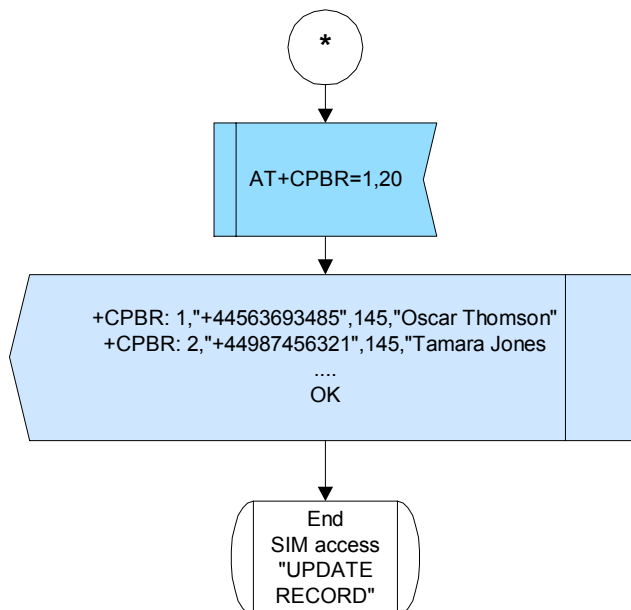 *
AT+CPBR=1,20
+CPBR: 1,"+44563693485",145,"Oscar Thomson"
+CPBR: 2,"+44987456321",145,"Tamara Jones
....
OK
End
SIM access
"UPDATE
RECORD"